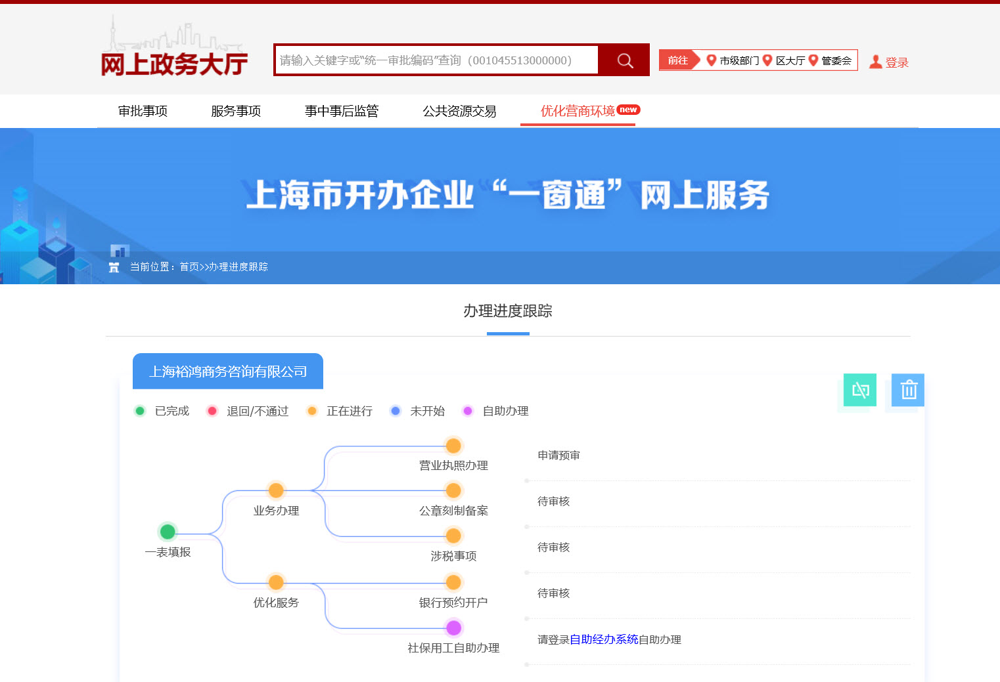 网上政务大厅
请输入关键字或“统一审批编码”查询（001045513000000）
前往 市级部门 区大厅 管委会
登录
审批事项 服务事项 事中事后监管 公共资源交易 优化营商环境 new
上海市开办企业“一窗通”网上服务
当前位置：首页>>办理进度跟踪
办理进度跟踪
上海裕鸿商务咨询有限公司
已完成 退回/不通过 正在进行 未开始 自助办理
营业执照办理
申请预审
业务办理
公章刻制备案
待审核
一表填报
涉税事项
待审核
优化服务
银行预约开户
待审核
社保用工自助办理
请登录自助经办系统自助办理